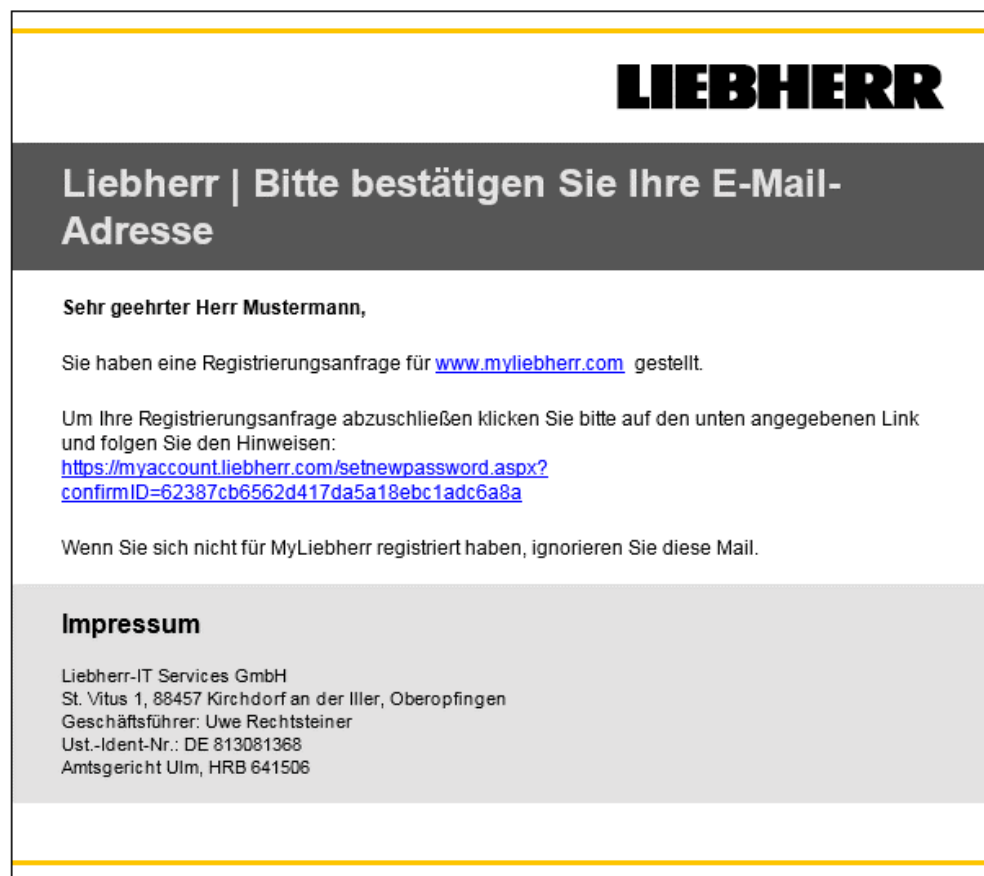 LIEBHERR
Liebherr | Bitte bestätigen Sie Ihre E-Mail-
Adresse
Sehr geehrter Herr Mustermann,
Sie haben eine Registrierungsanfrage für www.myliebherr.com gestellt.
Um Ihre Registrierungsanfrage abzuschließen klicken Sie bitte auf den unten angegebenen Link
und folgen Sie den Hinweisen:
https://myaccount.liebherr.com/setnewpassword.aspx?
confirmID=62387cb6562d417da5a18ebc1adc6a8a
Wenn Sie sich nicht für MyLiebherr registriert haben, ignorieren Sie diese Mail.
Impressum
Liebherr-IT Services GmbH
St. Vitus 1, 88457 Kirchdorf an der Iller, Oberopfingen
Geschäftsführer: Uwe Rechtsteiner
Ust.-Ident-Nr.: DE 813081368
Amtsgericht Ulm, HRB 641506